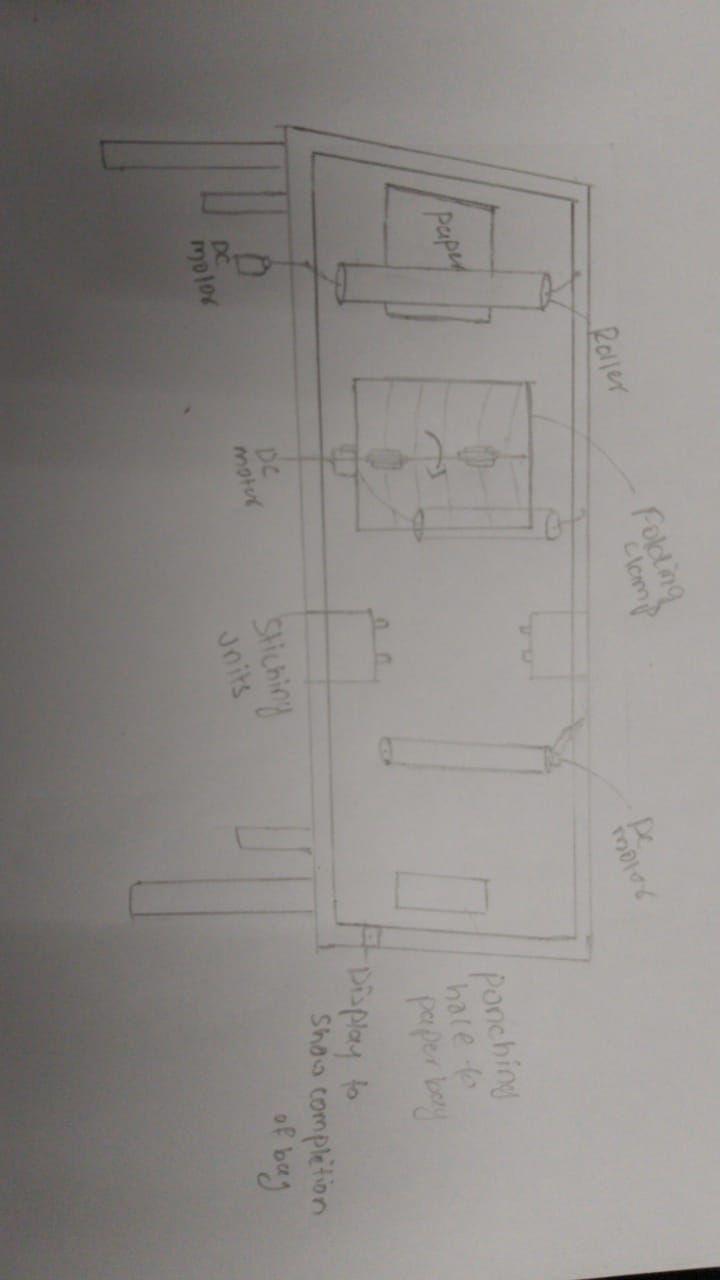 paper
Roller
DC
motor
Folding
clamp
DC
motor
Stiching
units
DC
motor
ponching
hole to
paper bag
Display to
show completion
of bag